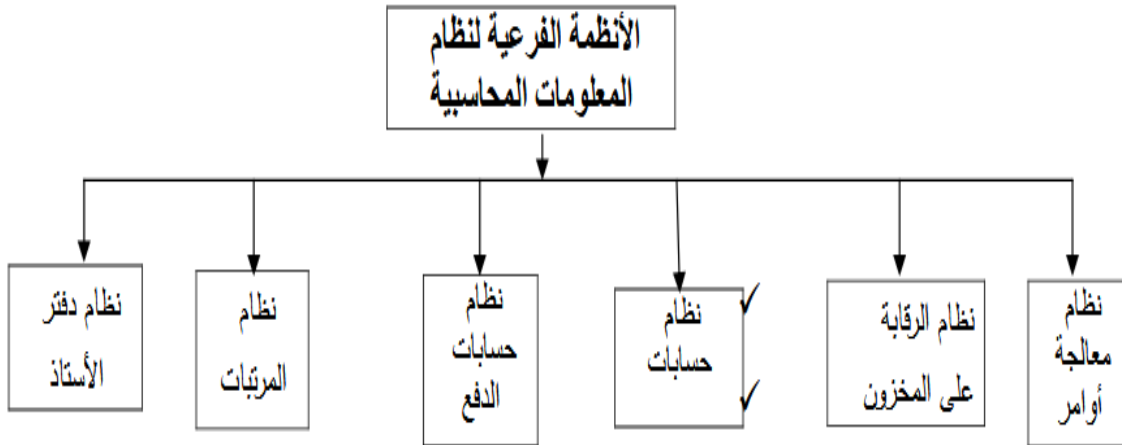 الأنظمة الفرعية لنظام
المعلومات المحاسبية
نظام
معالجة
أوامر
نظام الرقابة
على المخزون
نظام
حسابات
✓
✓
نظام
حسابات
الدفع
نظام
المرتبات
نظام دفتر
الأستاذ